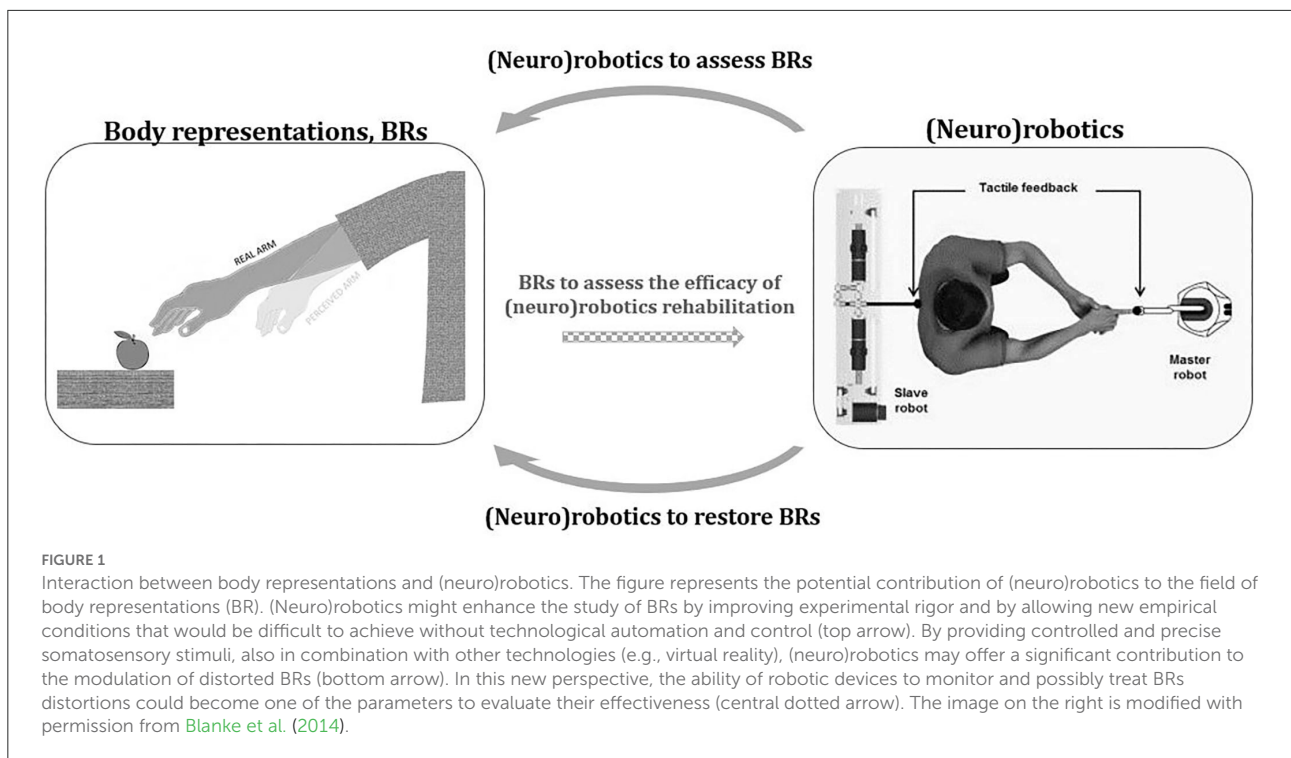 (Neuro)robotics to assess BRs
Body representations, BRs
(Neuro)robotics
REAL ARM
PERCEIVED ARM
BRs to assess the efficacy of
(neuro)robotics rehabilitation
Tactile feedback
Master
robot
Slave
robot
(Neuro)robotics to restore BRs
FIGURE 1
Interaction between body representations and (neuro)robotics. The figure represents the potential contribution of (neuro)robotics to the field of
body representations (BR). (Neuro)robotics might enhance the study of BRs by improving experimental rigor and by allowing new empirical
conditions that would be difficult to achieve without technological automation and control (top arrow). By providing controlled and precise
somatosensory stimuli, also in combination with other technologies (e.g., virtual reality), (neuro)robotics may offer a significant contribution to
the modulation of distorted BRs (bottom arrow). In this new perspective, the ability of robotic devices to monitor and possibly treat BRs
distortions could become one of the parameters to evaluate their effectiveness (central dotted arrow). The image on the right is modified with
permission from Blanke et al. (2014).